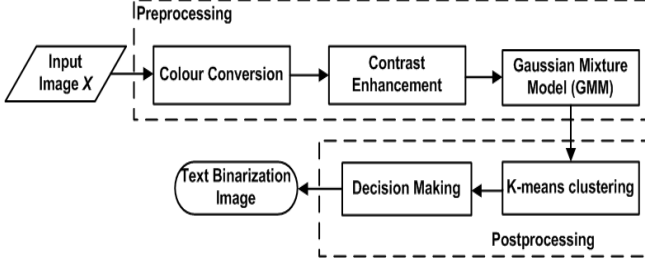 Preprocessing
Input
Image X
Colour Conversion
Contrast
Enhancement
Gaussian Mixture
Model (GMM)
Text Binarization
Image
Decision Making
K-means clustering
Postprocessing